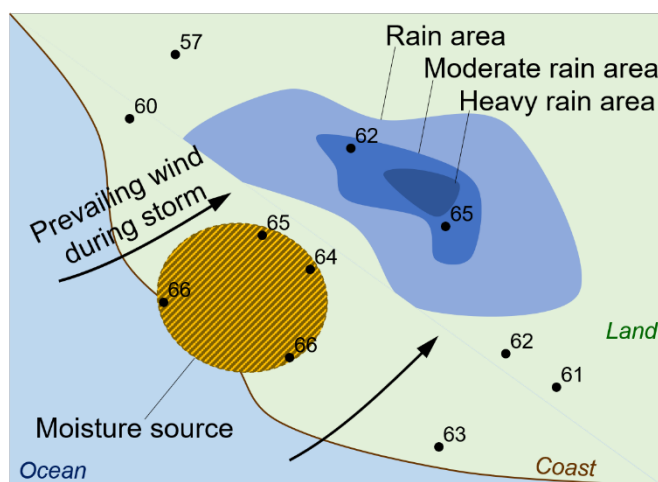 57
Rain area
Moderate rain area
Heavy rain area
60
62
Prevailing wind
during storm
65
65
64
66
66
Land
62
61
Moisture source
63
Ocean
Coast